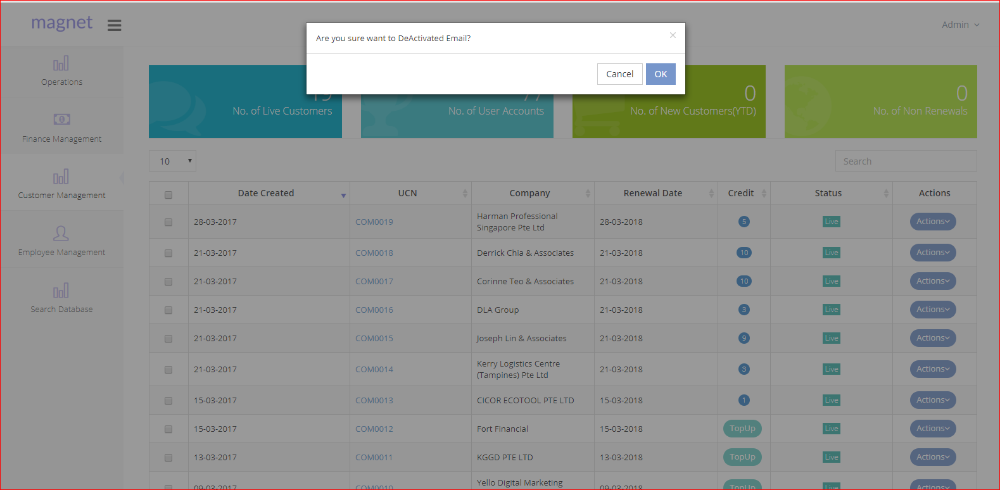 magnet
Admin
Are you sure want to DeActivated Email?
×
Cancel
OK
Operations
Finance Management
Customer Management
Employee Management
Search Database
No. of Live Customers
No. of User Accounts
0
No. of New Customers(YTD)
0
No. of Non Renewals
10
Search
Date Created UCN Company Renewal Date Credit Status Actions
28-03-2017 COM0019 Harman Professional
Singapore Pte Ltd 28-03-2018 5 Live Actions
21-03-2017 COM0018 Derrick Chia & Associates 21-03-2018 10 Live Actions
21-03-2017 COM0017 Corinne Teo & Associates 21-03-2018 10 Live Actions
21-03-2017 COM0016 DLA Group 21-03-2018 3 Live Actions
21-03-2017 COM0015 Joseph Lin & Associates 21-03-2018 9 Live Actions
21-03-2017 COM0014 Kerry Logistics Centre
(Tampines) Pte Ltd 21-03-2018 3 Live Actions
15-03-2017 COM0013 CICOR ECOTOOL PTE LTD 15-03-2018 1 Live Actions
15-03-2017 COM0012 Fort Financial 15-03-2018 TopUp Live Actions
13-03-2017 COM0011 KGGD PTE LTD 13-03-2018 TopUp Live Actions
Yello Digital Marketing
09-03-2017 COM0010 09-03-2018 TopUp Live Actions